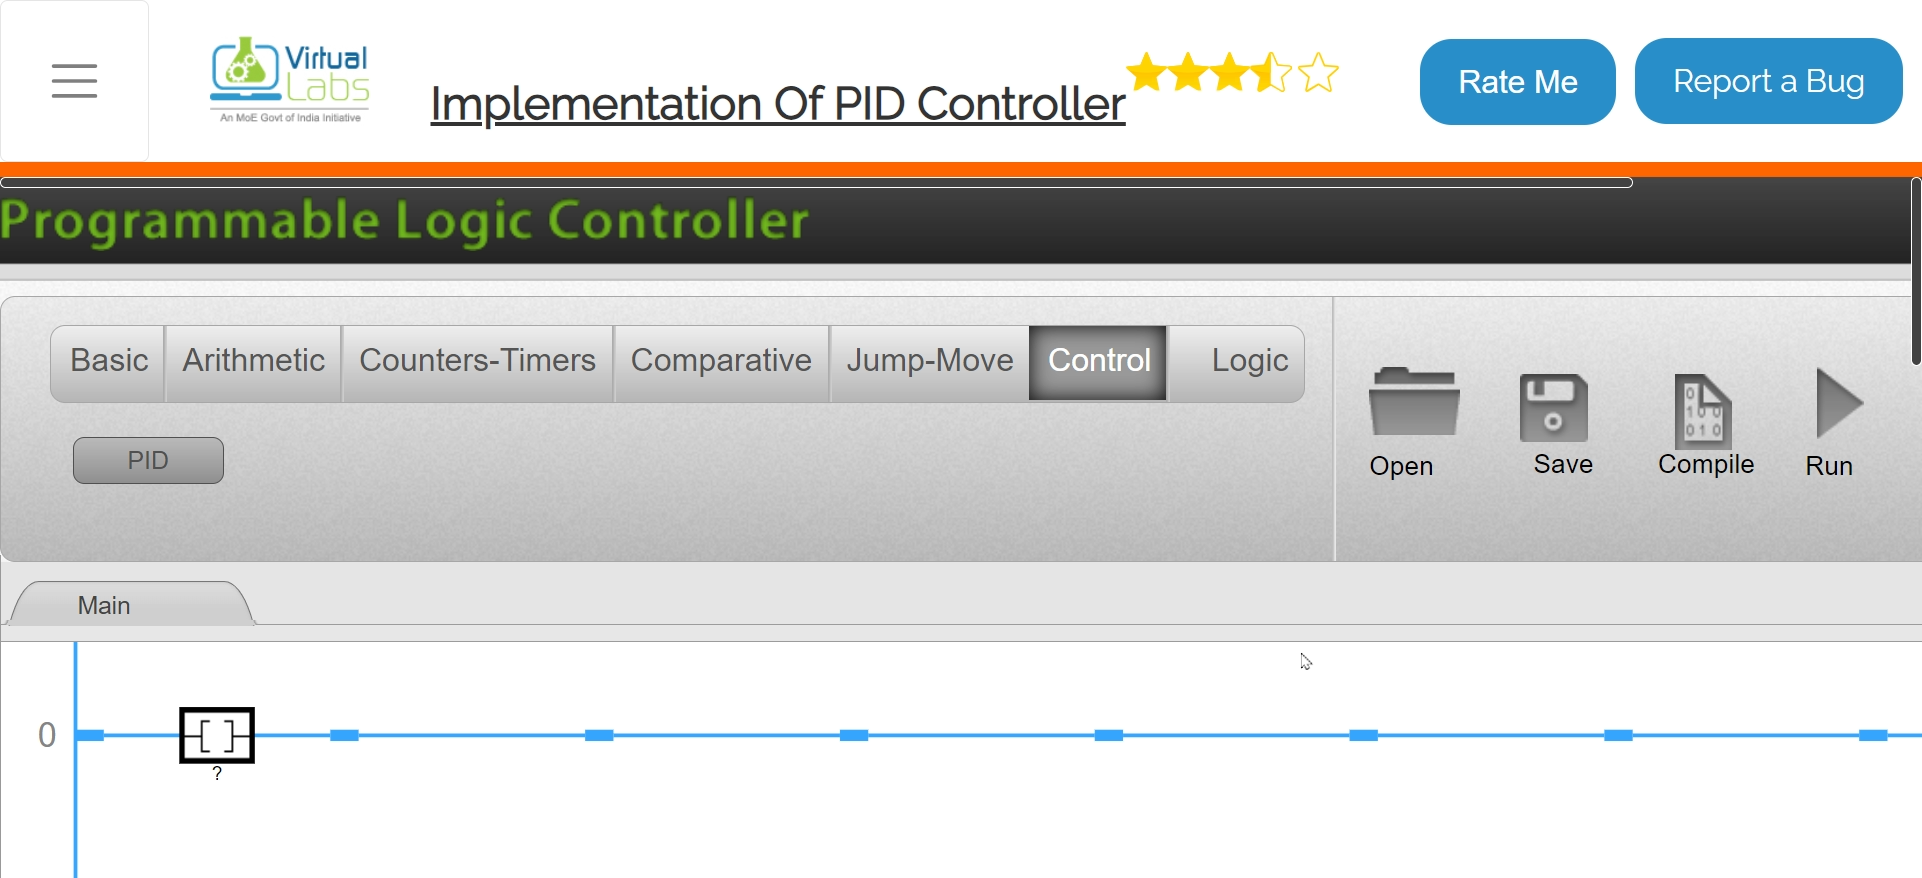 Virtual
Labs
An MoE Govt of India Initiative
Implementation Of PID Controller
Rate Me
Report a Bug
Programmable Logic Controller
Basic
Arithmetic
Counters-Timers
Comparative
Jump-Move
Control
Logic
PID
Open
Save
Compile
Run
Main
0
?